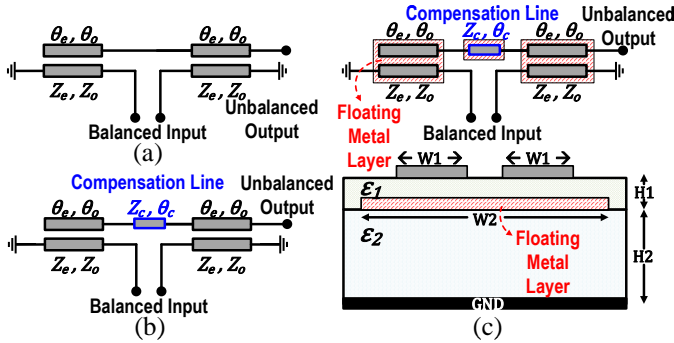 θe, θo
θe, θo
Ze, Zo
Ze, Zo
Unbalanced
Output
Balanced Input
(a)
Compensation Line
Unbalanced
Output
θe, θo
Zc, θc
θe, θo
Ze, Zo
Ze, Zo
Balanced Input
(b)
Compensation Line
Unbalanced
Output
θe, θo
Zc, θc
θe, θo
Ze, Zo
Ze, Zo
Floating
Metal
Layer
Balanced Input
W1
W1
ε1
H1
W2
ε2
Floating
Metal
Layer
H2
GND
(c)